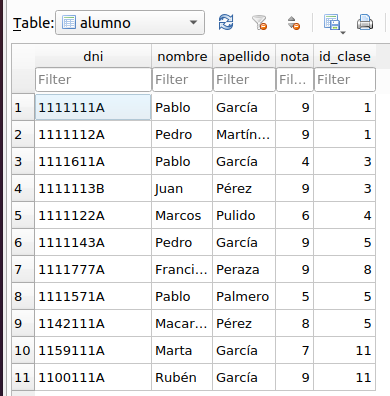 Table: alumno
dni nombre apellido nota id_clase
Filter Filter Filter Fil... Filter
1 1111111A Pablo García 9 1
2 1111112A Pedro Martín... 9 1
3 1111611A Pablo García 4 3
4 1111113B Juan Pérez 9 3
5 1111122A Marcos Pulido 6 4
6 1111143A Pedro García 9 5
7 1111777A Franci... Peraza 9 8
8 1111571A Pablo Palmero 5 5
9 1142111A Macar... Pérez 8 5
10 1159111A Marta García 7 11
11 1100111A Rubén García 9 11